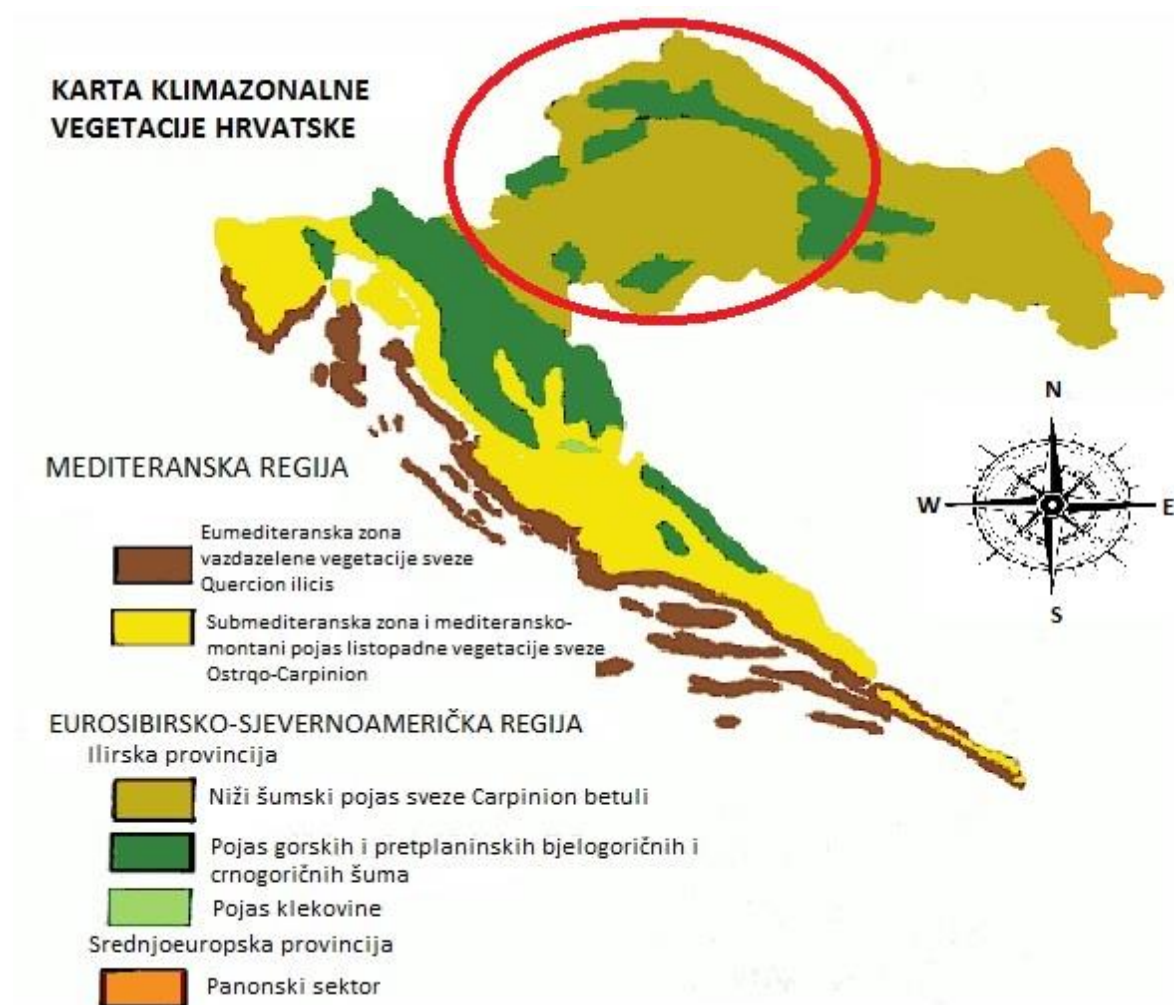 KARTA KLIMAZONALNE
VEGETACIJE HRVATSKE
N
W
E
S
MEDITERANSKA REGIJA
Eumediteranska zona
vazdazelene vegetacije sveze
Quercion ilicis
Submediteranska zona i mediteransko-
montani pojas listopadne vegetacije sveze
Ostrqo-Carpinion
EUROSIBIRSKO-SJEVERNOAMERIČKA REGIJA
Ilirska provincija
Niži šumski pojas sveze Carpinion betuli
Pojas gorskih i pretplaninskih bjelogoričnih i
crnogoričnih šuma
Pojas klekovine
Srednjoeuropska provincija
Panonski sektor